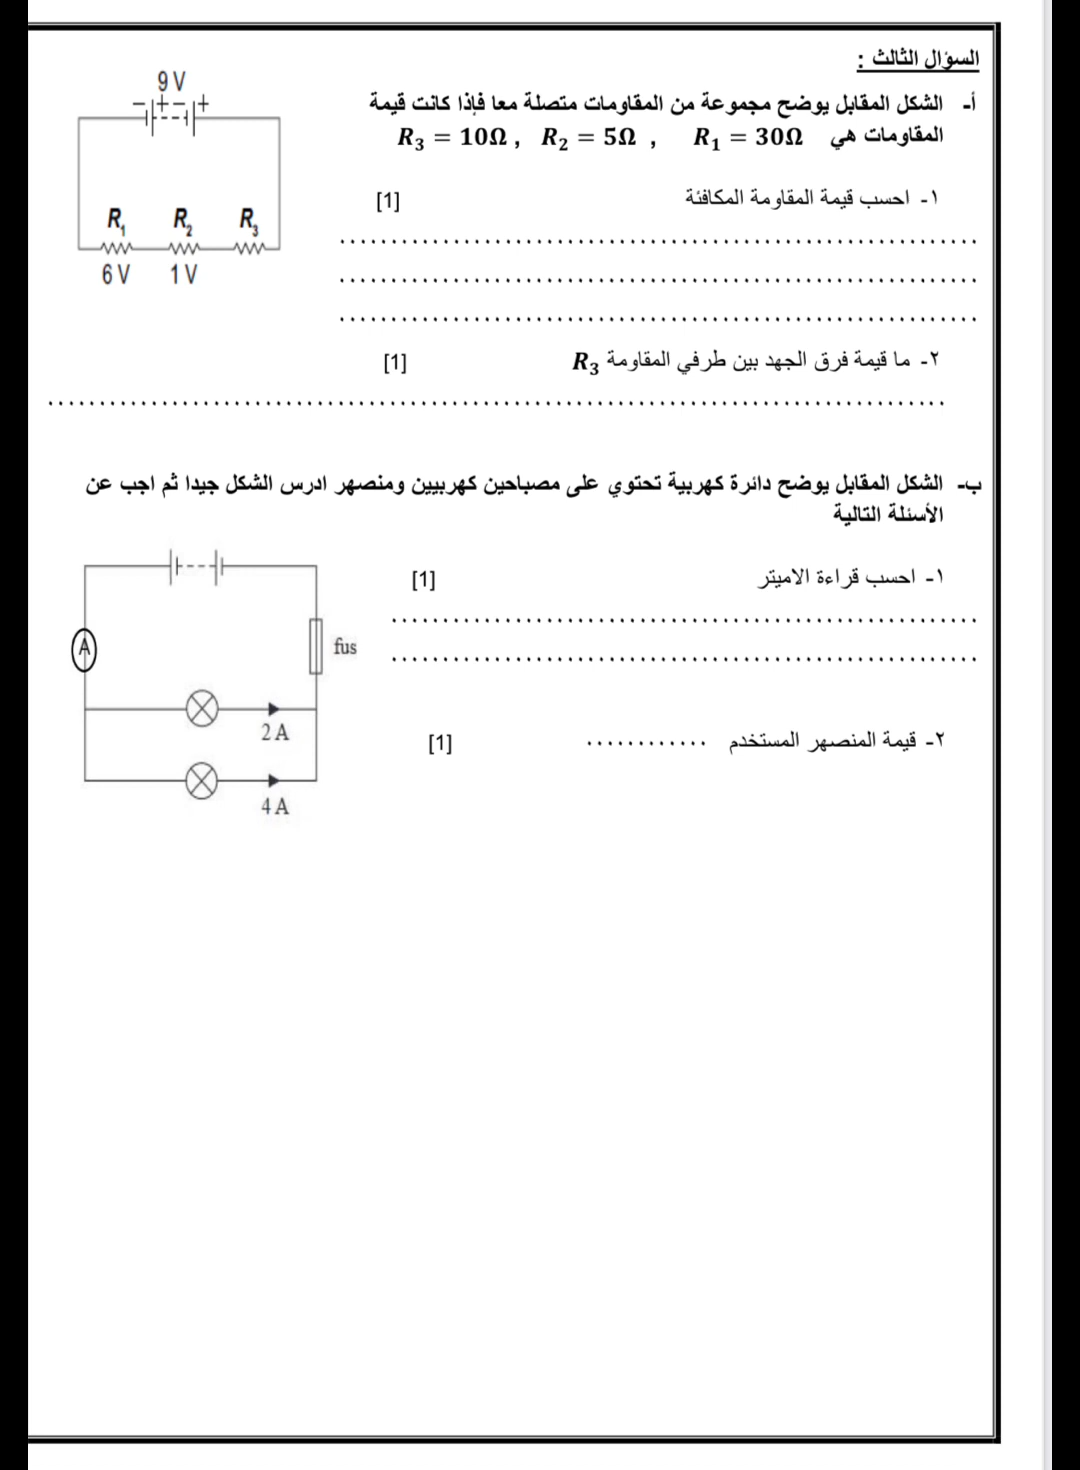 السؤال الثالث :
أ- الشكل المقابل يوضح مجموعة من المقاومات متصلة معا فإذا كانت قيمة
المقاومات هي R₁ = 30Ω , R₂ = 5Ω , R₃ = 10Ω
9 V
١- احسب قيمة المقاومة المكافئة [1]
R₁ R₂ R₃
6 V 1 V
٢- ما قيمة فرق الجهد بين طرفي المقاومة R₃ [1]
ب- الشكل المقابل يوضح دائرة كهربية تحتوي على مصباحين كهربيين ومنصهر ادرس الشكل جيدا ثم اجب عن
الأسئلة التالية
١- احسب قراءة الاميتر [1]
A
fus
2 A
٢- قيمة المنصهر المستخدم ............ [1]
4 A